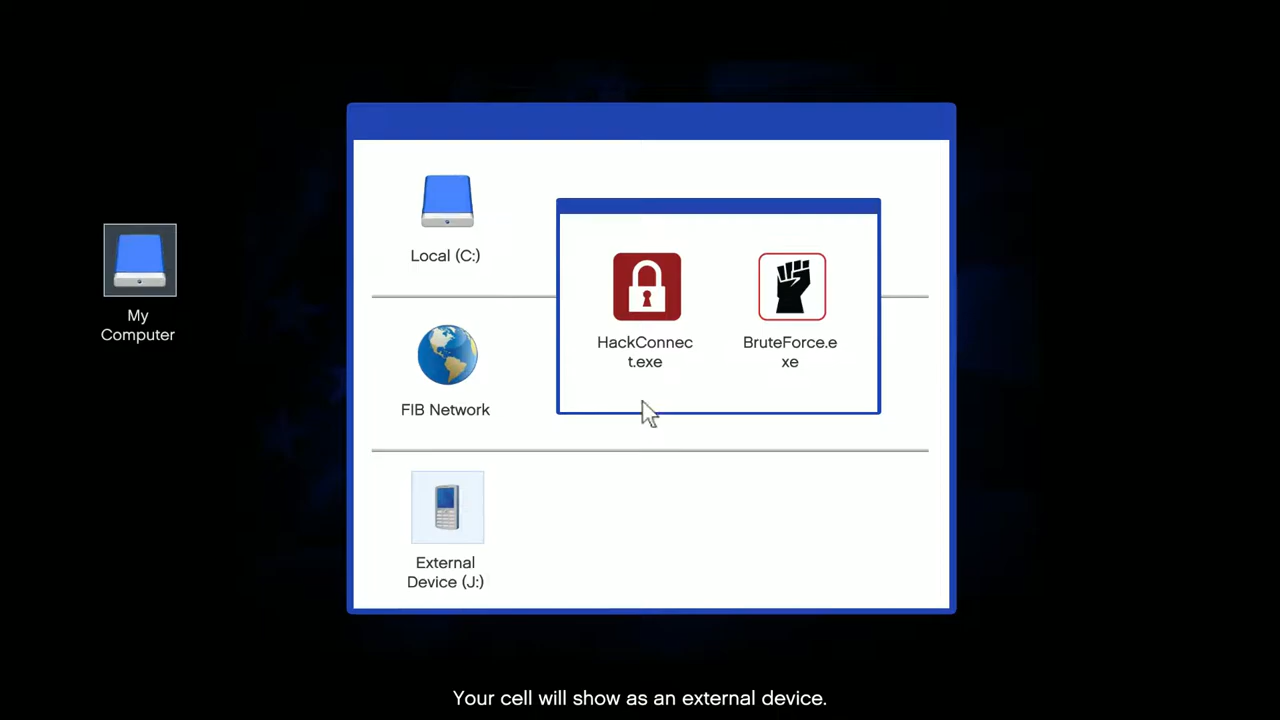 Local (C:)
HackConnec
t.exe
BruteForce.e
xe
My
Computer
FIB Network
External
Device (J:)
Your cell will show as an external device.